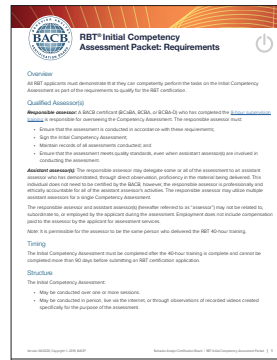 BACB®
RBT® Initial Competency
Assessment Packet: Requirements
Overview
All RBT applicants must demonstrate that they can competently perform the tasks on the Initial Competency
Assessment as part of the requirements to qualify for the RBT certification.
Qualified Assessor(s)
Responsible assessor: A BACB certificant (BCaBA, BCBA, or BCBA-D) who has completed the 8-hour supervision
training is responsible for overseeing the Competency Assessment. The responsible assessor must:
• Ensure that the assessment is conducted in accordance with these requirements;
• Sign the Initial Competency Assessment;
• Maintain records of all assessments conducted; and
• Ensure that the assessment meets quality standards, even when assistant assessor(s) are involved in
conducting the assessment.
Assistant assessor(s): The responsible assessor may delegate some or all of the assessment to an assistant
assessor who has demonstrated, through direct observation, proficiency in the material being delivered. This
individual does not need to be certified by the BACB; however, the responsible assessor is professionally and
ethically accountable for all of the assistant assessor's activities. The responsible assessor may utilize multiple
assistant assessors for a single Initial Competency Assessment.
The responsible assessor and assistant assessor(s) (hereafter referred to as "assessor") may not be related to,
subordinate to, or employed by the applicant during the assessment. Employment does not include compensation
paid to the assessor by the applicant for assessment services.
Note: It is permissible for the assessor to be the same person who delivered the RBT 40-hour training.
Timing
The Initial Competency Assessment must be completed after the 40-hour training is complete and cannot be
completed more than 90 days before submitting an RBT certification application.
Structure
The Initial Competency Assessment:
• May be conducted over one or more sessions.
• May be conducted in person, live via the internet, or through observations of recorded videos created
specifically for the purpose of the assessment.
Behavior Analyst Certification Board | RBT Initial Competency Assessment Packet | 1